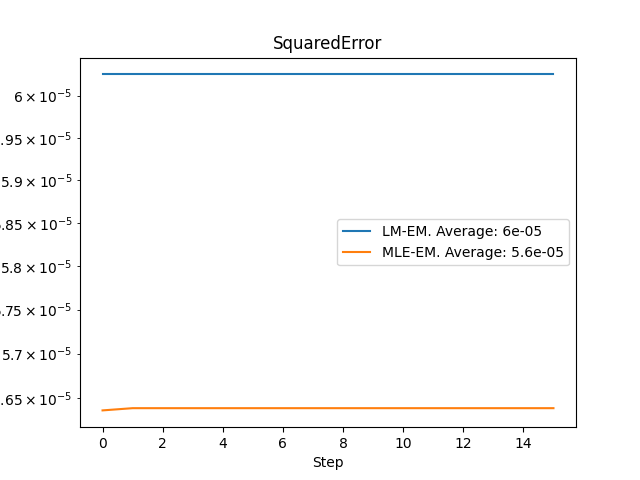 SquaredError
6 × 10⁻⁵
.95 × 10⁻⁵
5.9 × 10⁻⁵
.85 × 10⁻⁵
5.8 × 10⁻⁵
.75 × 10⁻⁵
5.7 × 10⁻⁵
.65 × 10⁻⁵
LM-EM. Average: 6e-05
MLE-EM. Average: 5.6e-05
0 2 4 6 8 10 12 14
Step